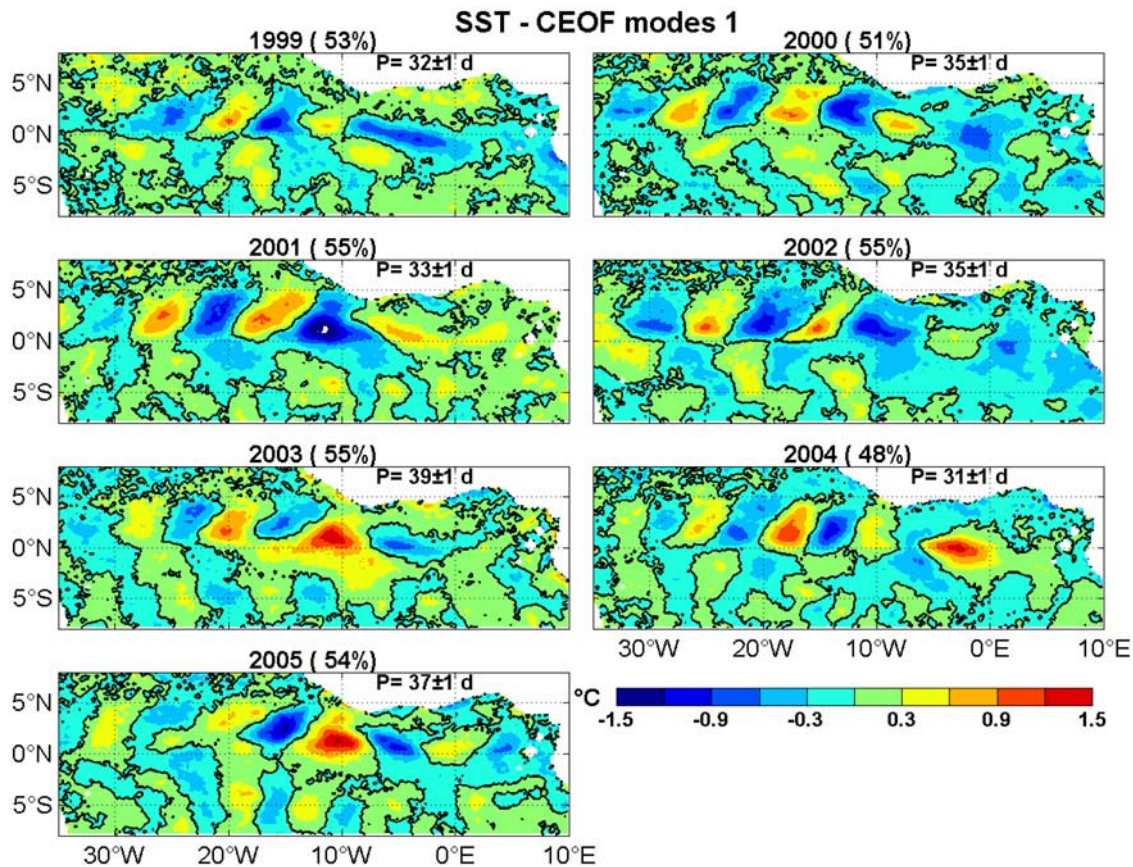 SST - CEOF modes 1
1999 ( 53%)
P= 32±1 d
5°N
0°N
5°S
2000 ( 51%)
P= 35±1 d
2001 ( 55%)
P= 33±1 d
5°N
0°N
5°S
2002 ( 55%)
P= 35±1 d
2003 ( 55%)
P= 39±1 d
5°N
0°N
5°S
2004 ( 48%)
P= 31±1 d
30°W 20°W 10°W 0°E 10°E
2005 ( 54%)
P= 37±1 d
5°N
0°N
5°S
30°W 20°W 10°W 0°E 10°E
°C
-1.5 -0.9 -0.3 0.3 0.9 1.5